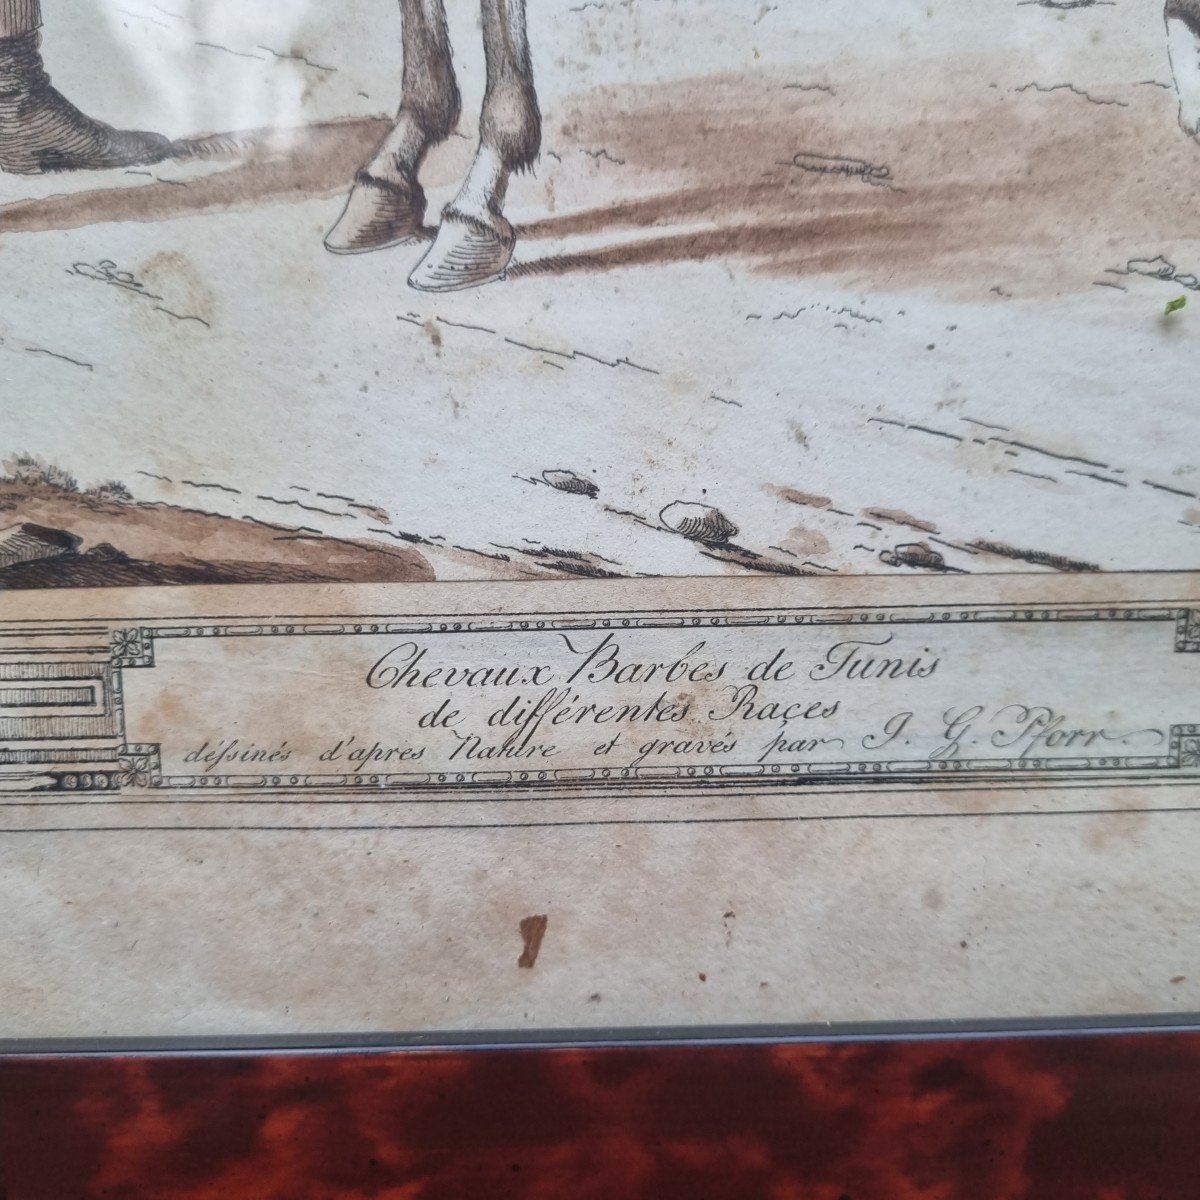 Chevaux Barbes de Tunis
de différentes Raçes
déſsinés d'apres Nature et gravés par J. G. Pforr